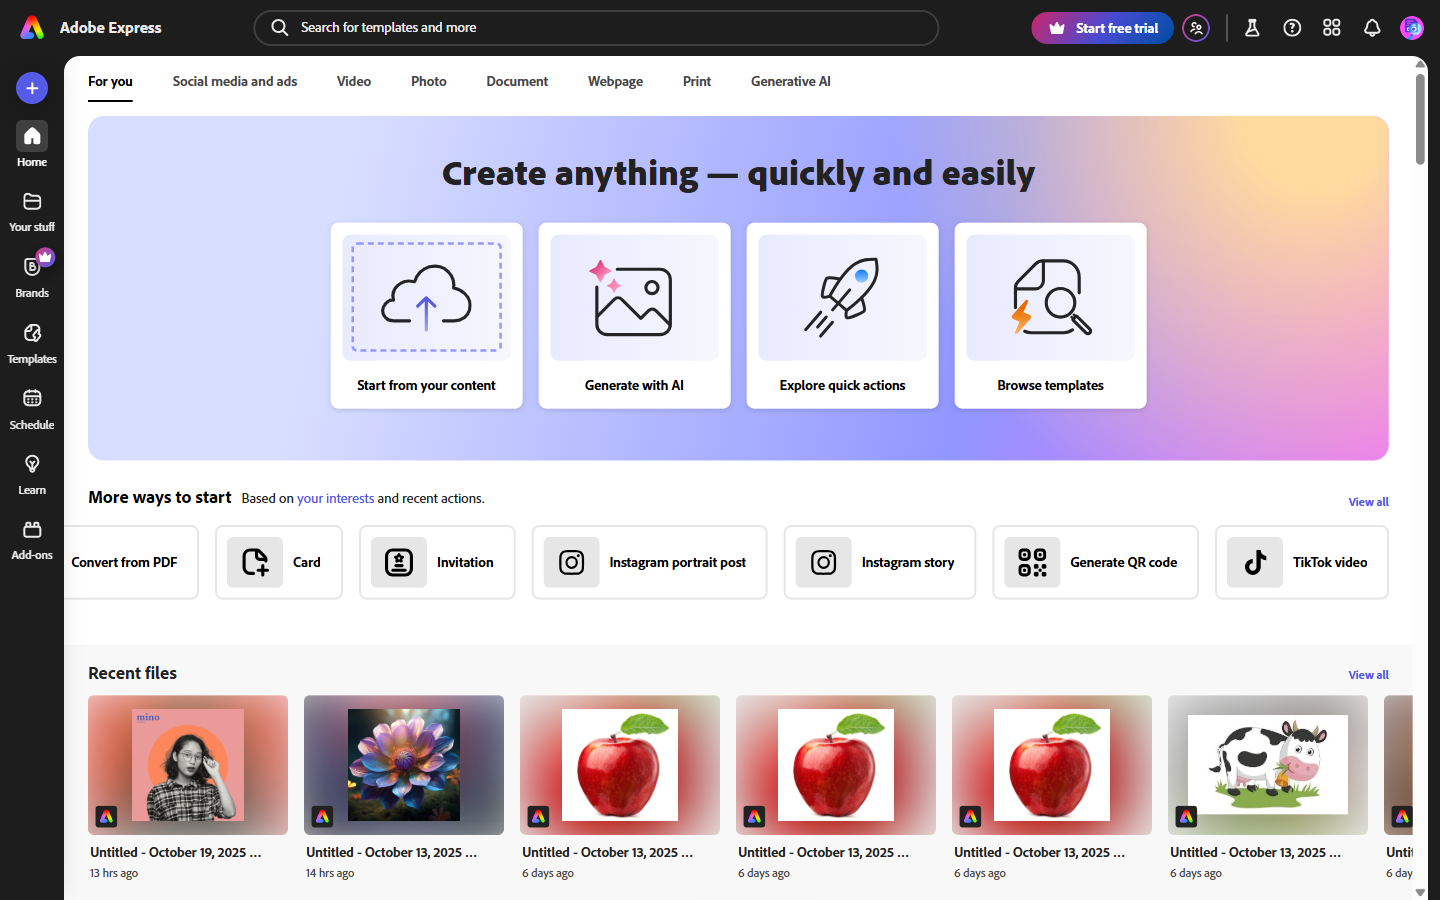 Adobe Express
Search for templates and more
Start free trial
For you
Social media and ads
Video
Photo
Document
Webpage
Print
Generative AI
Home
Your stuff
Brands
Templates
Schedule
Learn
Add-ons
Create anything — quickly and easily
Start from your content
Generate with AI
Explore quick actions
Browse templates
More ways to start
Based on your interests and recent actions.
View all
Convert from PDF
Card
Invitation
Instagram portrait post
Instagram story
Generate QR code
TikTok video
Recent files
View all
mino
Untitled - October 19, 2025 ...
13 hrs ago
Untitled - October 13, 2025 ...
14 hrs ago
Untitled - October 13, 2025 ...
6 days ago
Untitled - October 13, 2025 ...
6 days ago
Untitled - October 13, 2025 ...
6 days ago
Untitled - October 13, 2025 ...
6 days ago
Untit
6 day